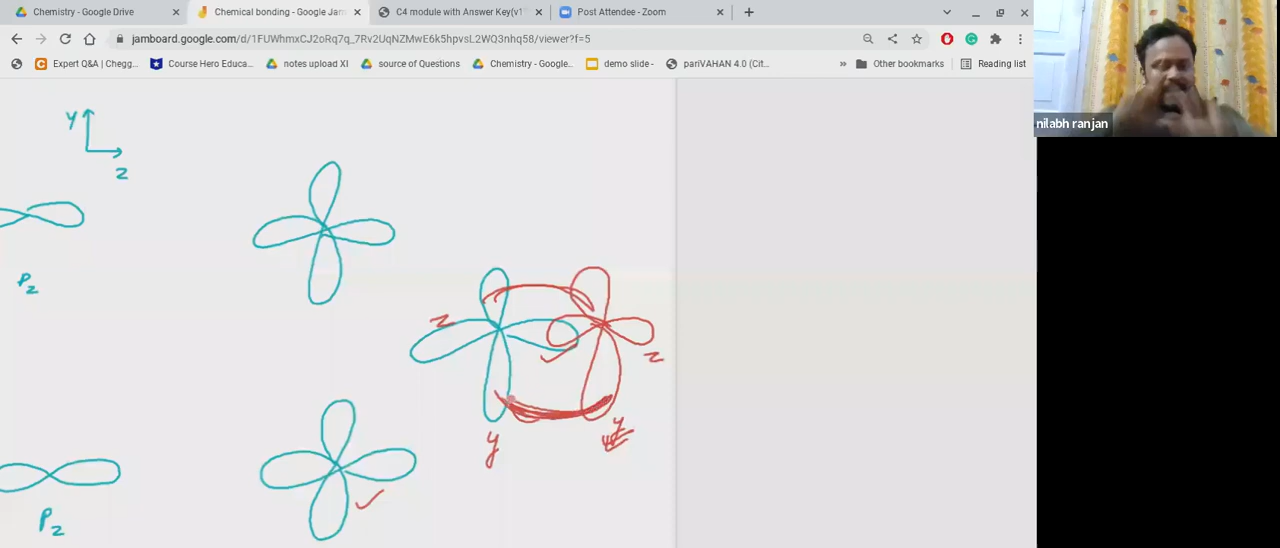 Chemistry - Google Drive
Chemical bonding - Google Jam
C4 module with Answer Key(v1
Post Attendee - Zoom
jamboard.google.com/d/1FUWhmxCJ2oRq7q_7Rv2UqNZMwE6k5hpvsL2WQ3nhq58/viewer?f=5
Expert Q&A | Chegg...
Course Hero Educa...
notes upload XI
source of Questions
Chemistry - Google...
demo slide -
pariVAHAN 4.0 (Cit...
»
Other bookmarks
Reading list
nilabh ranjan
y
z
Pz
z
z
y
y
Pz